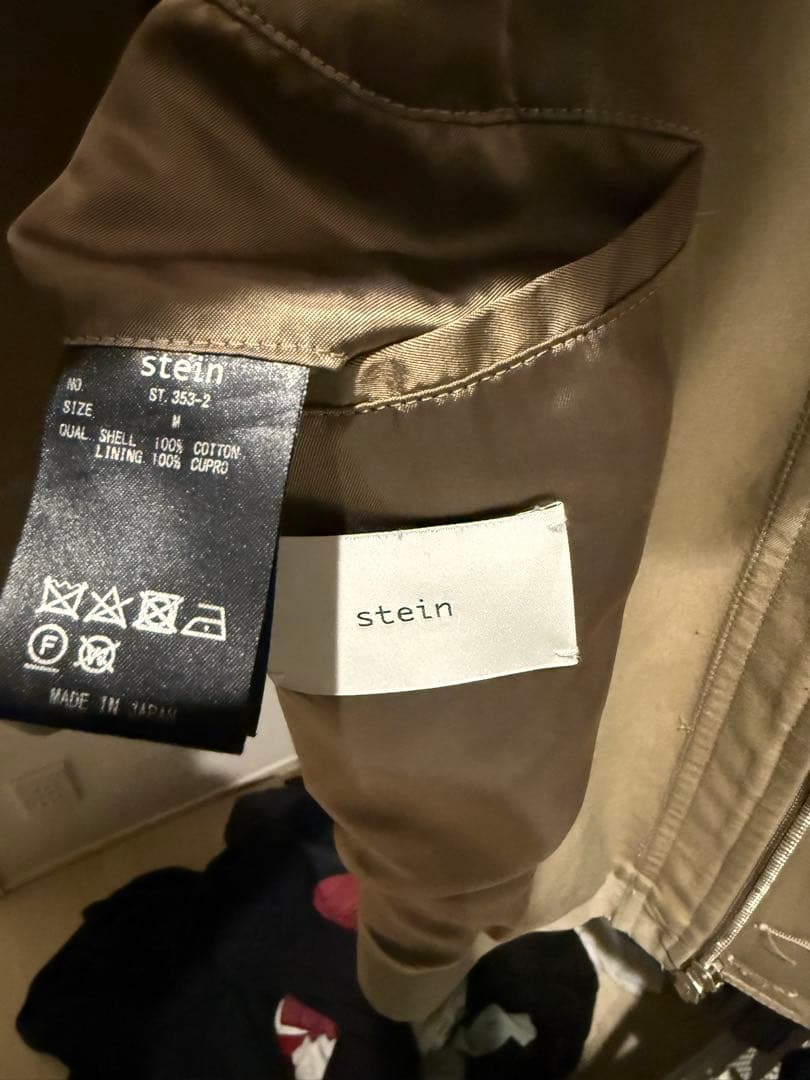 stein
NO. ST.353-2
SIZE M
QUAL. SHELL. 100% COTTON
LINING. 100% CUPRO
F
W
MADE IN JAPAN
stein